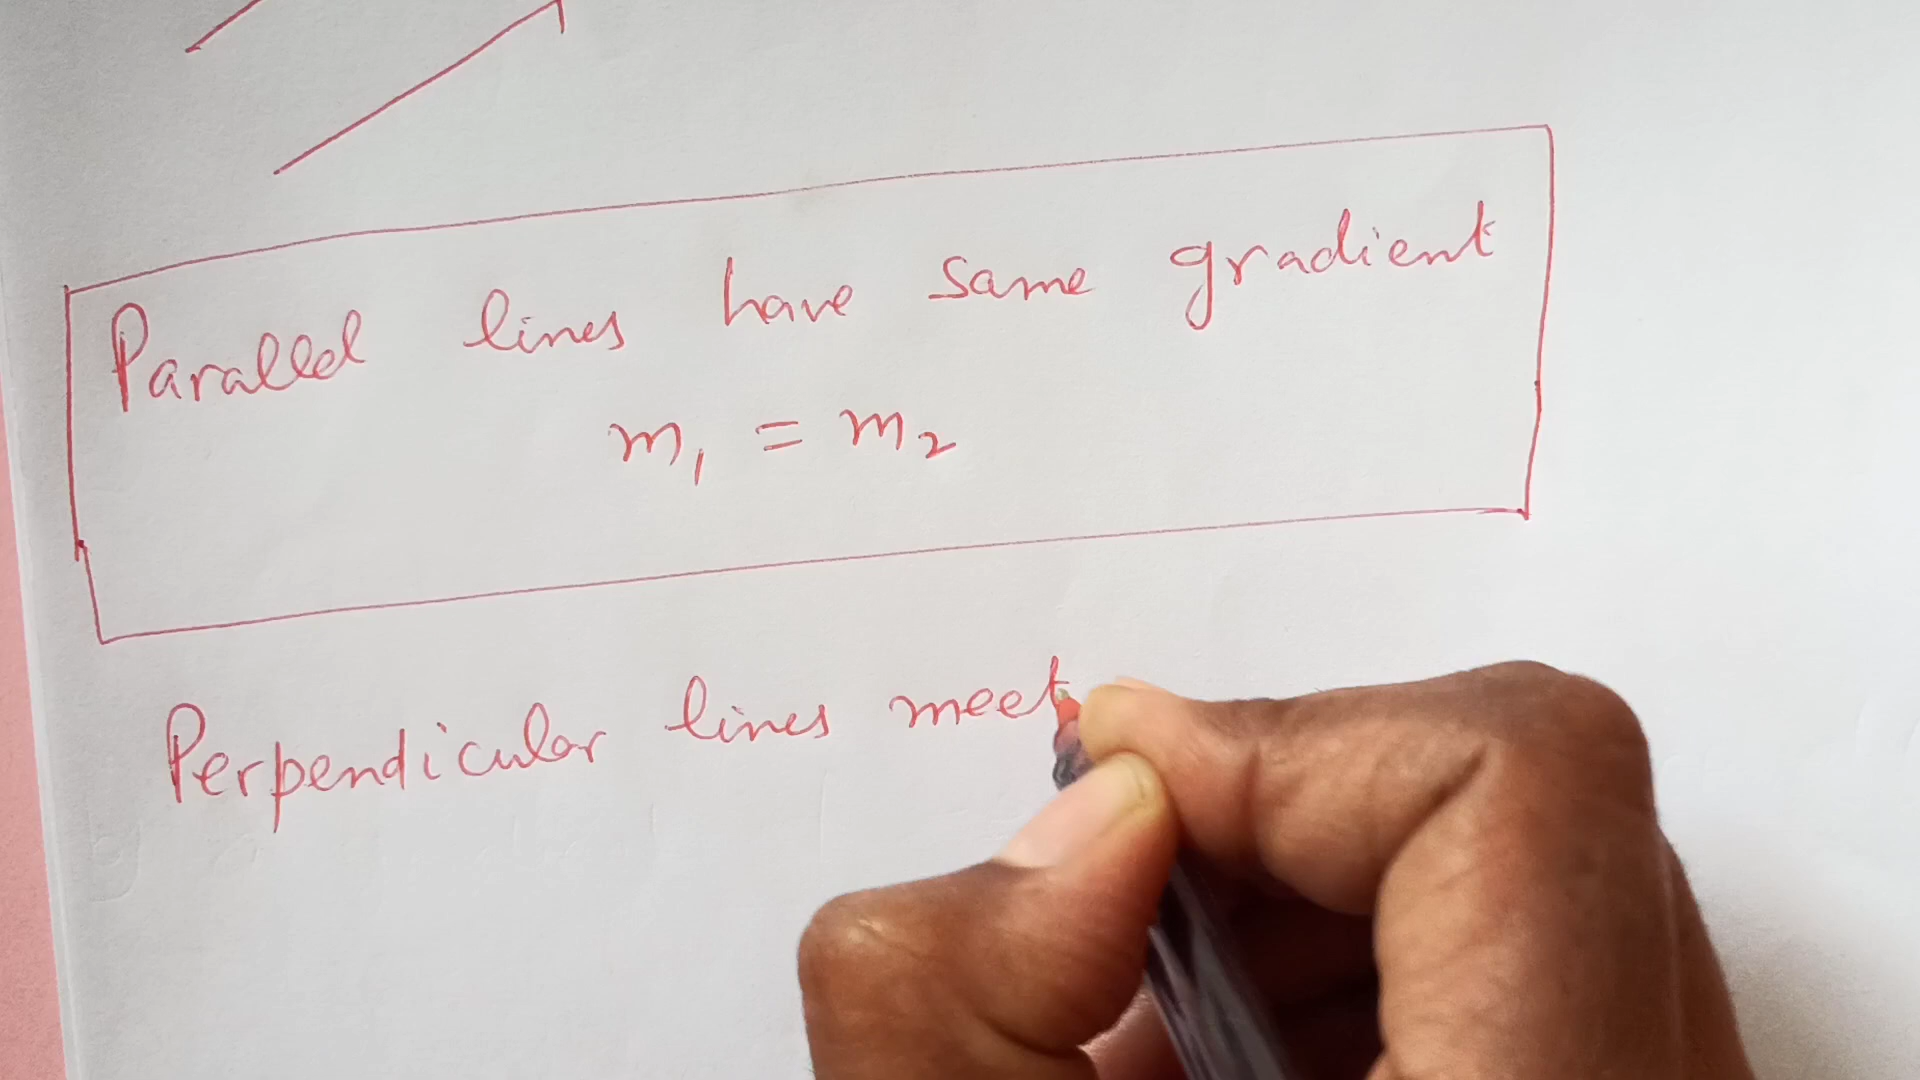 Parallel lines have same gradient
m₁ = m₂
Perpendicular lines meet